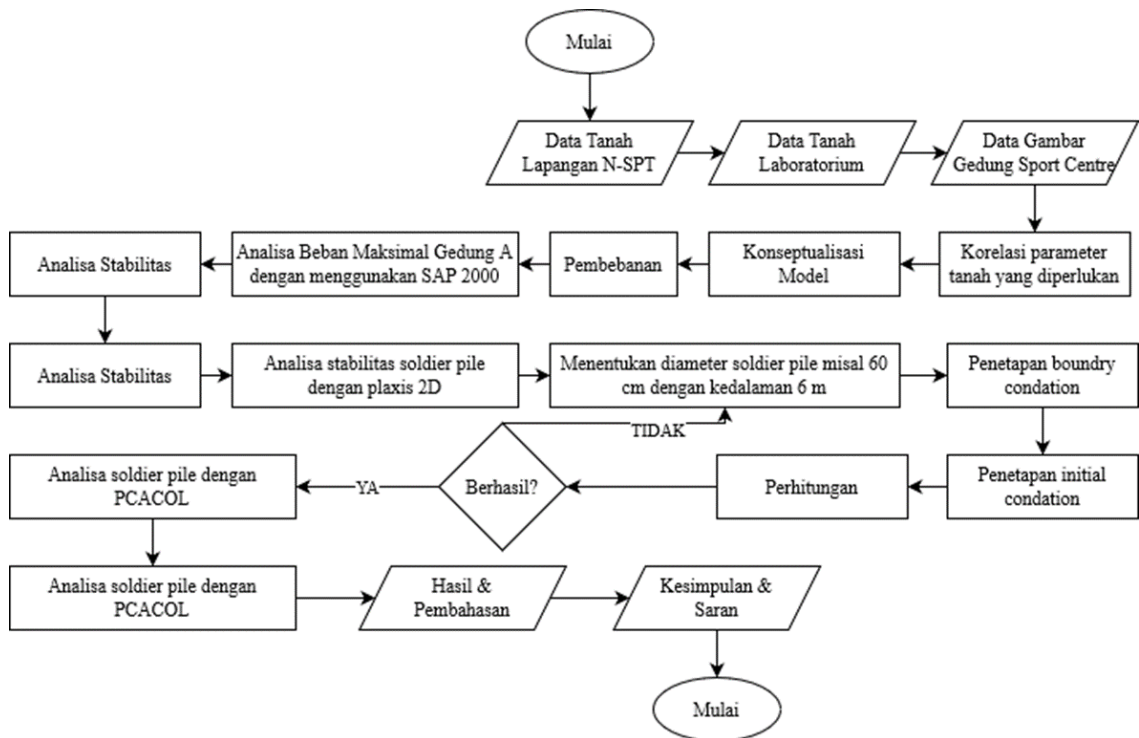 Mulai
Data Tanah
Lapangan N-SPT
Data Tanah
Laboratorium
Data Gambar
Gedung Sport Centre
Korelasi parameter
tanah yang diperlukan
Konseptualisasi
Model
Pembebanan
Analisa Beban Maksimal Gedung A
dengan menggunakan SAP 2000
Analisa Stabilitas
Analisa Stabilitas
Analisa stabilitas soldier pile
dengan plaxis 2D
Menentukan diameter soldier pile misal 60
cm dengan kedalaman 6 m
Penetapan boundry
condation
Penetapan initial
condation
Perhitungan
Berhasil?
TIDAK
YA
Analisa soldier pile dengan
PCACOL
Analisa soldier pile dengan
PCACOL
Hasil &
Pembahasan
Kesimpulan &
Saran
Mulai